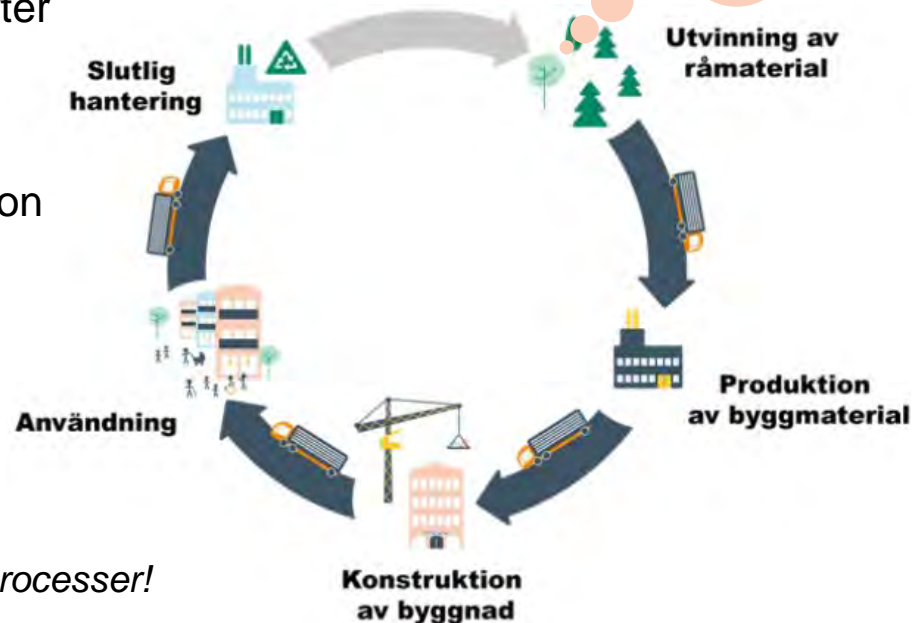 ter
on
rocesser!
Utvinning av
råmaterial
Produktion
av byggmaterial
Konstruktion
av byggnad
Användning
Slutlig
hantering